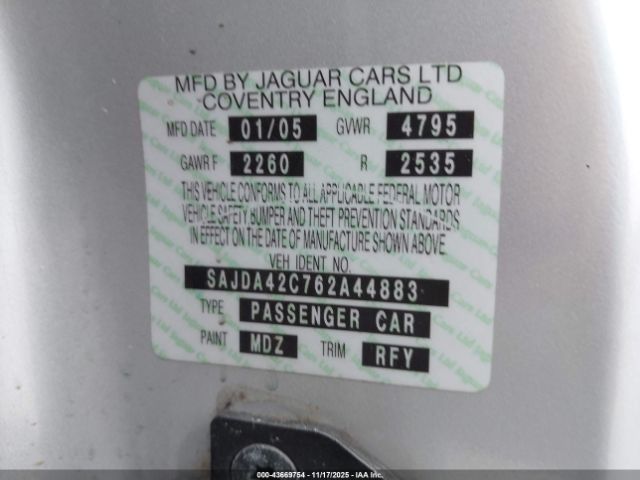 MFD BY JAGUAR CARS LTD
COVENTRY ENGLAND
MFD DATE 01/05 GVWR 4795
GAWR F 2260 R 2535
THIS VEHICLE CONFORMS TO ALL APPLICABLE FEDERAL MOTOR
VEHICLE SAFETY BUMPER AND THEFT PREVENTION STANDARDS
IN EFFECT ON THE DATE OF MANUFACTURE SHOWN ABOVE
VEH IDENT NO.
SAJDA42C762A44883
TYPE PASSENGER CAR
PAINT MDZ TRIM RFY
000-43669754 - 11/17/2025 - IAA Inc.